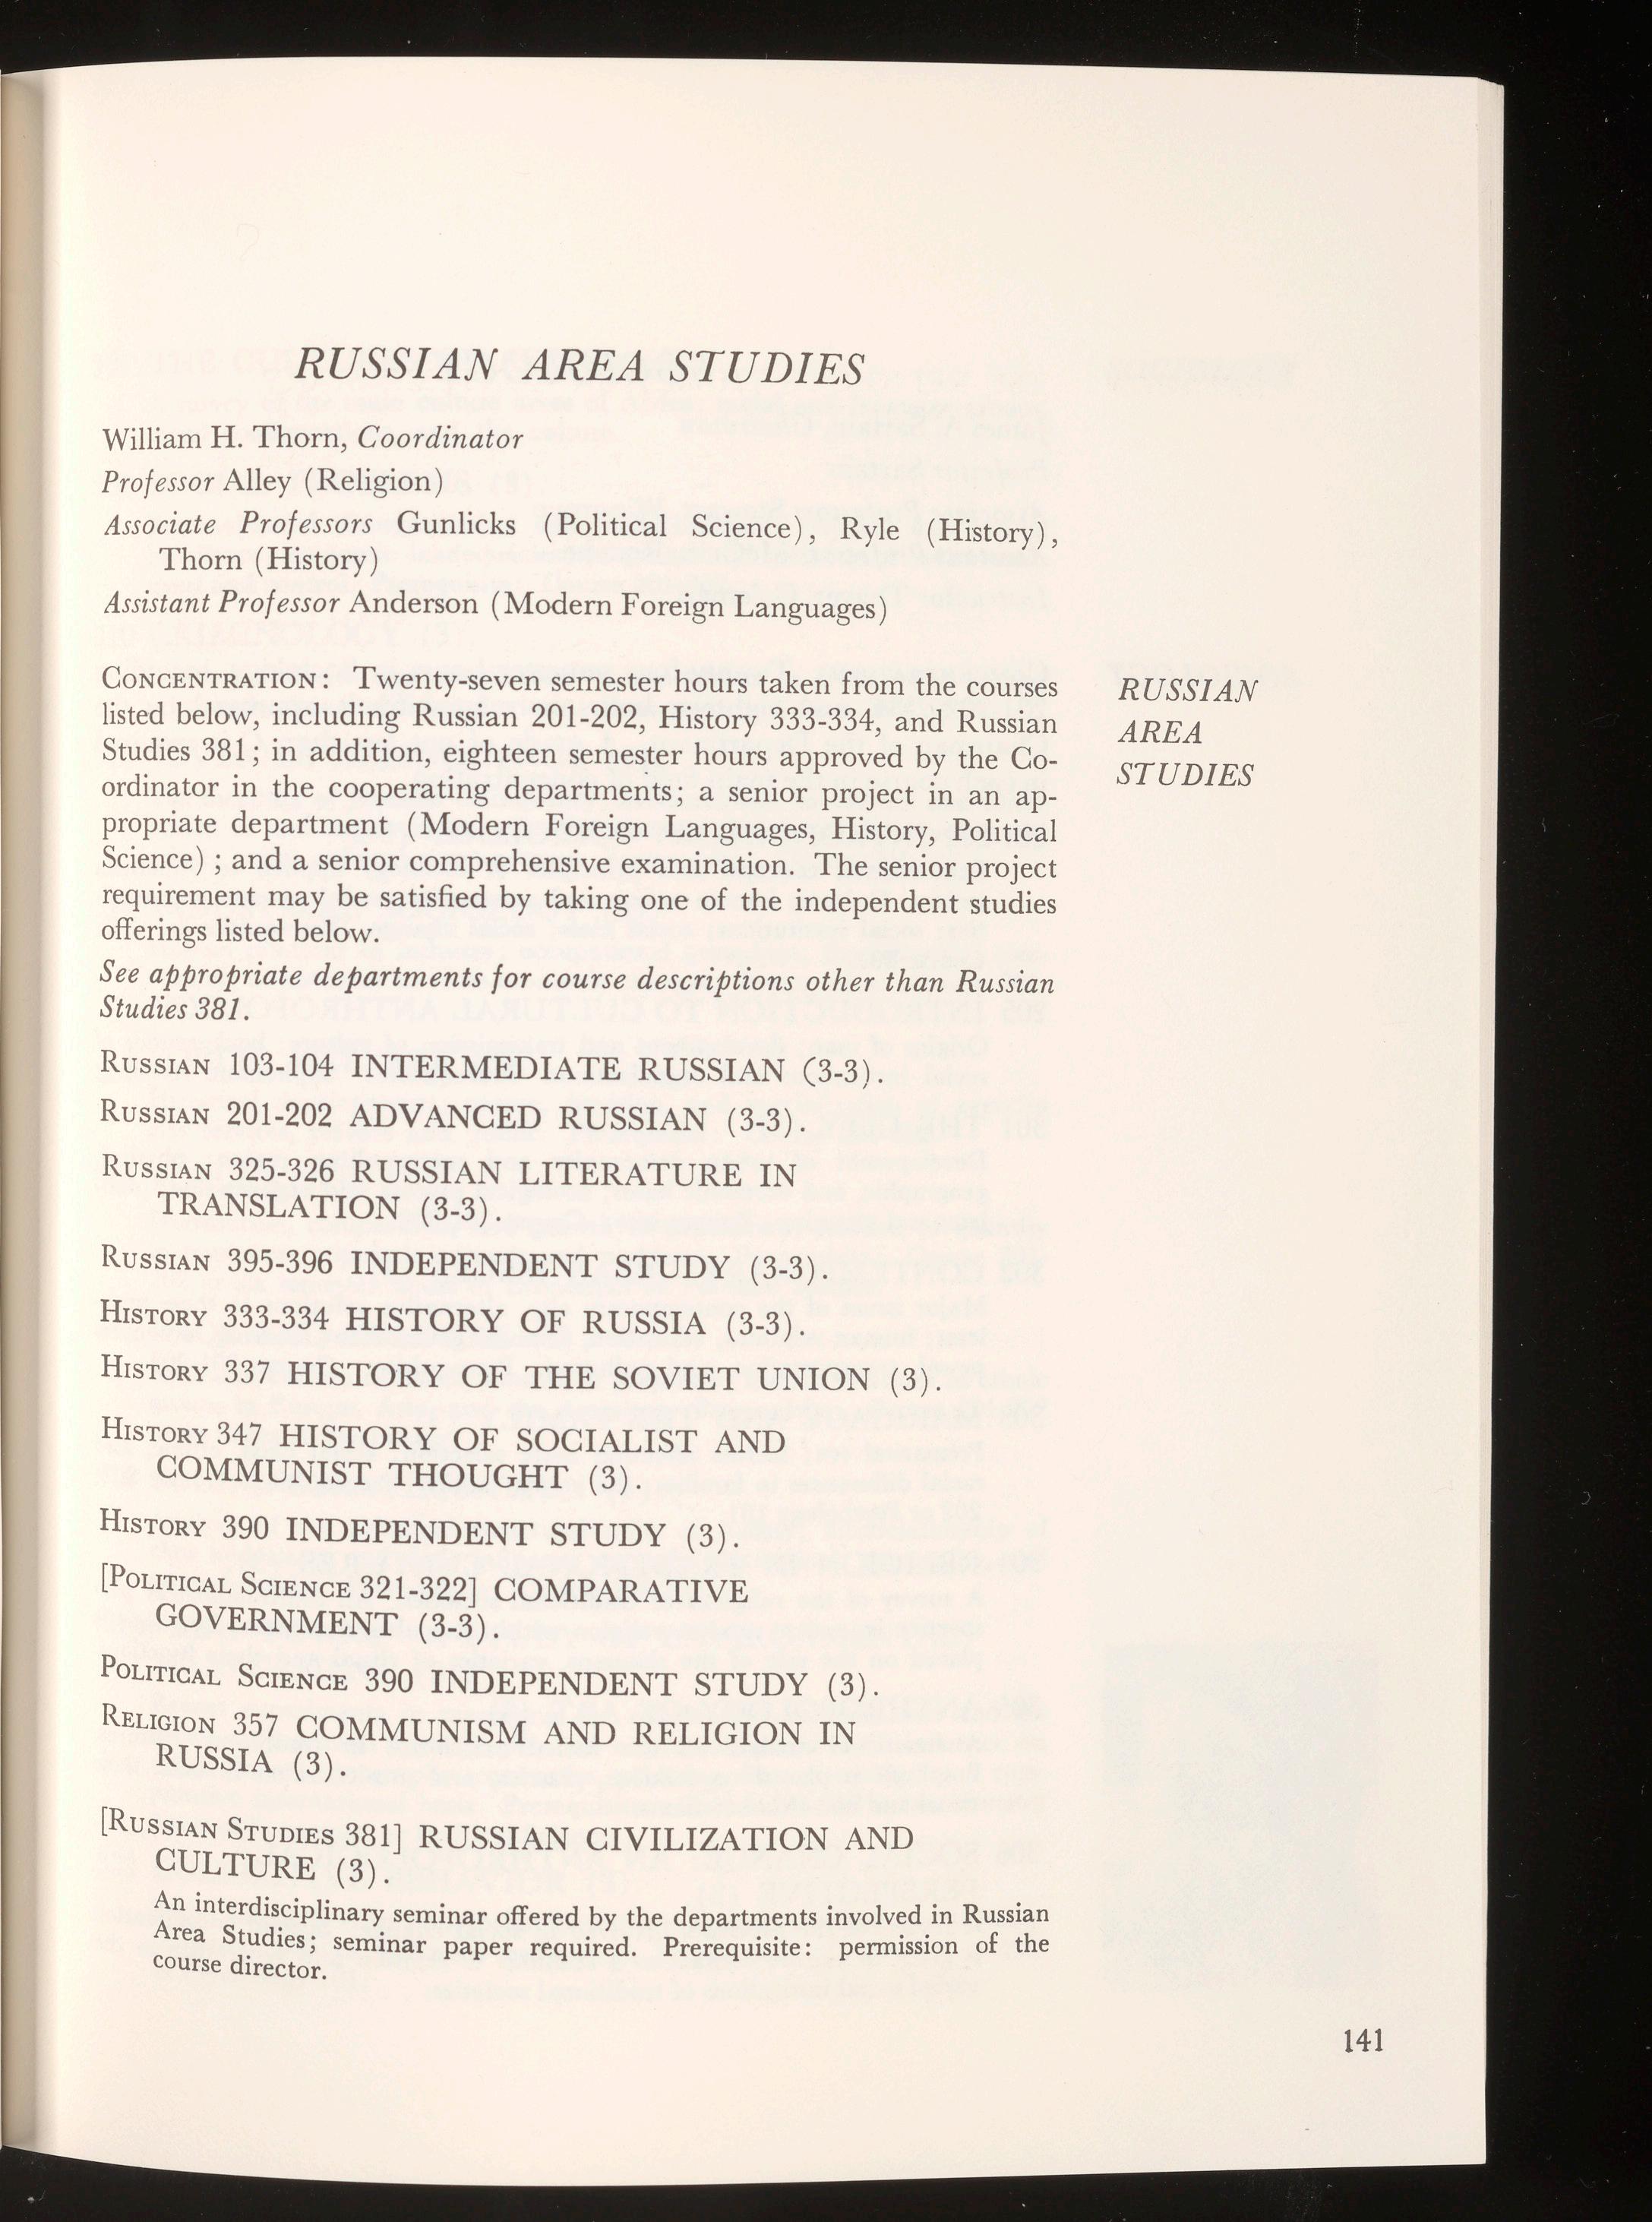 RUSSIAN AREA STUDIES
William H. Thorn, Coordinator
Professor Alley (Religion)
Associate Professors Gunlicks (Political Science), Ryle (History),
Thorn (History)
Assistant Professor Anderson (Modern Foreign Languages)
CONCENTRATION: Twenty-seven semester hours taken from the courses
listed below, including Russian 201-202, History 333-334, and Russian
Studies 381; in addition, eighteen semester hours approved by the Co-
ordinator in the cooperating departments; a senior project in an ap-
propriate department (Modern Foreign Languages, History, Political
Science) ; and a senior comprehensive examination. The senior project
requirement may be satisfied by taking one of the independent studies
offerings listed below.
See appropriate departments for course descriptions other than Russian
Studies 381.
RUSSIAN
AREA
STUDIES
RUSSIAN 103-104 INTERMEDIATE RUSSIAN (3-3).
RUSSIAN 201-202 ADVANCED RUSSIAN (3-3).
RUSSIAN 325-326 RUSSIAN LITERATURE IN
TRANSLATION (3-3).
RUSSIAN 395-396 INDEPENDENT STUDY (3-3).
HISTORY 333-334 HISTORY OF RUSSIA (3-3).
HISTORY 337 HISTORY OF THE SOVIET UNION (3).
HISTORY 347 HISTORY OF SOCIALIST AND
COMMUNIST THOUGHT (3).
HISTORY 390 INDEPENDENT STUDY (3).
[POLITICAL SCIENCE 321-322] COMPARATIVE
GOVERNMENT (3-3).
POLITICAL SCIENCE 390 INDEPENDENT STUDY (3).
RELIGION 357 COMMUNISM AND RELIGION IN
RUSSIA (3).
[RUSSIAN STUDIES 381] RUSSIAN CIVILIZATION AND
CULTURE (3).
An interdisciplinary seminar offered by the departments involved in Russian
Area Studies; seminar paper required. Prerequisite: permission of the
course director.
141